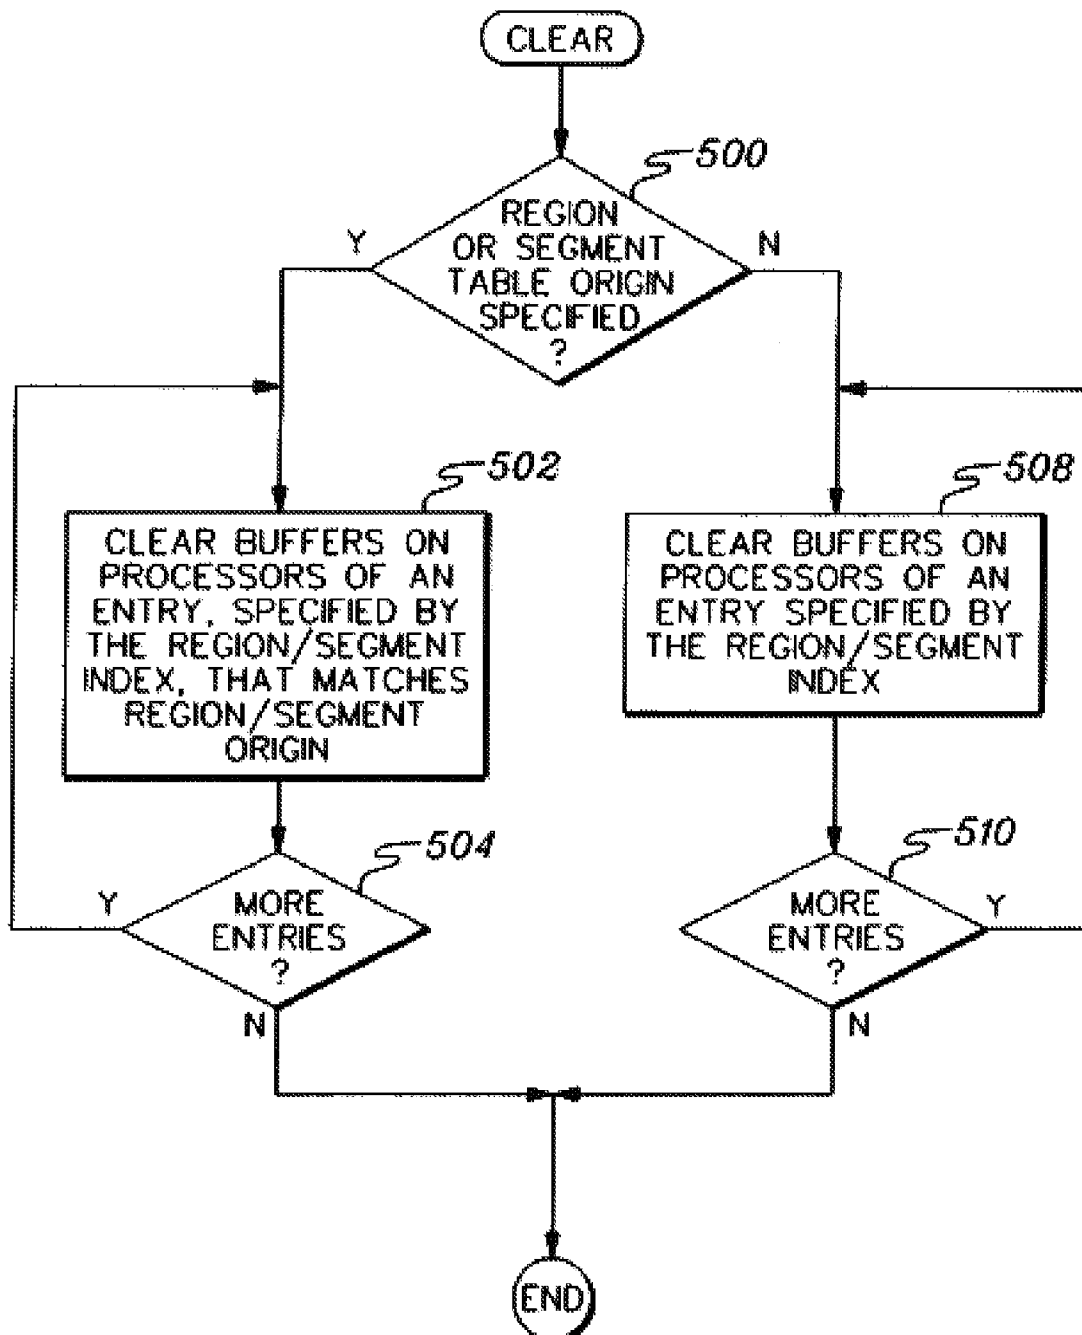 CLEAR
500
REGION
OR SEGMENT
TABLE ORIGIN
SPECIFIED
?
Y
N
502
CLEAR BUFFERS ON
PROCESSORS OF AN
ENTRY, SPECIFIED BY
THE REGION/SEGMENT
INDEX, THAT MATCHES
REGION/SEGMENT
ORIGIN
508
CLEAR BUFFERS ON
PROCESSORS OF AN
ENTRY SPECIFIED BY
THE REGION/SEGMENT
INDEX
504
MORE
ENTRIES
?
Y
N
510
MORE
ENTRIES
?
Y
N
END